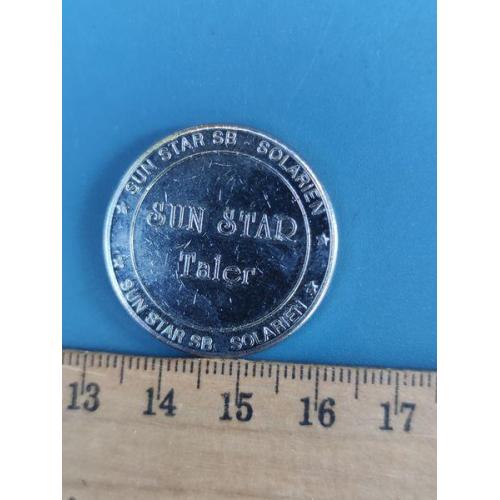 SUN STAR SB - SOLARIEN
SUN STAR
Taler
SUN STAR SB. SOLARIEN
13 14 15 16 17